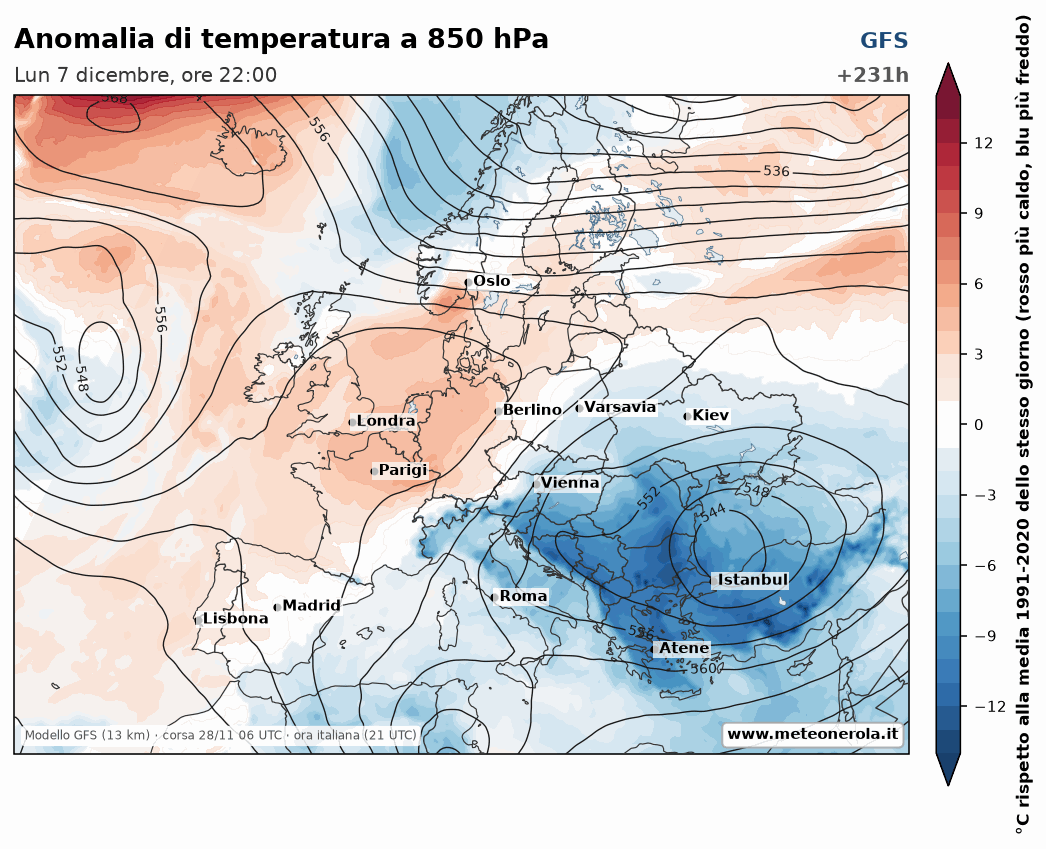 Anomalia di temperatura a 850 hPa
GFS
Lun 7 dicembre, ore 22:00
+231h
568
556
536
556
552
548
Oslo
Berlino
Varsavia
Kiev
Londra
Parigi
Vienna
552
548
544
Istanbul
Madrid
Roma
Lisbona
556
Atene
560
Modello GFS (13 km) · corsa 28/11 06 UTC · ora italiana (21 UTC)
www.meteonerola.it
12
9
6
3
0
−3
−6
−9
−12
°C rispetto alla media 1991-2020 dello stesso giorno (rosso più caldo, blu più freddo)